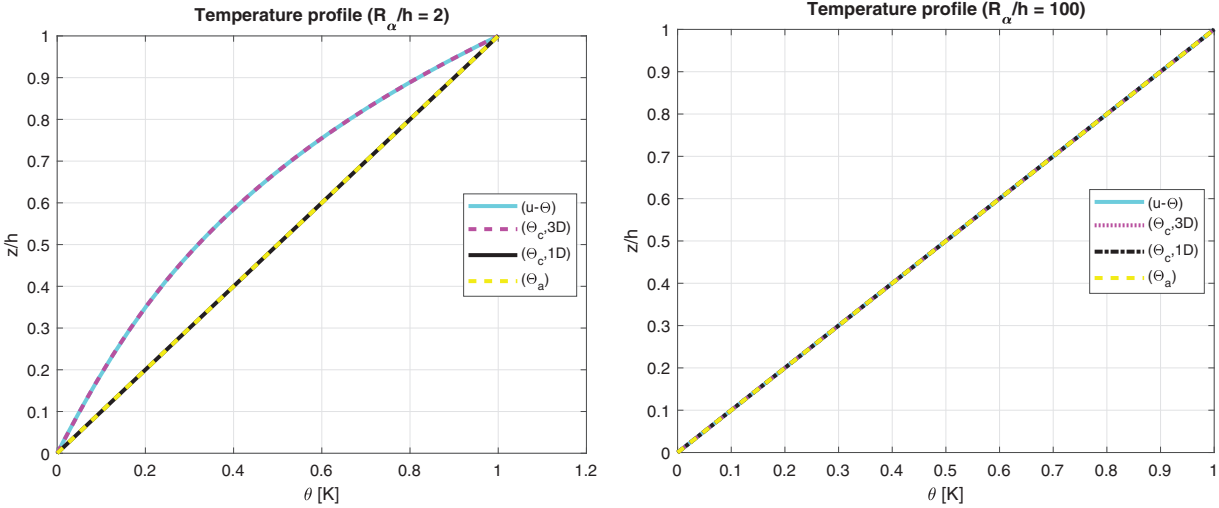 Temperature profile (R_α/h = 2)
1
0.9
0.8
0.7
0.6
0.5
0.4
0.3
0.2
0.1
0
z/h
(u-Θ)
(Θ_c,3D)
(Θ_c,1D)
(Θ_a)
0 0.2 0.4 0.6 0.8 1 1.2
θ [K]
Temperature profile (R_α/h = 100)
1
0.9
0.8
0.7
0.6
0.5
0.4
0.3
0.2
0.1
0
z/h
(u-Θ)
(Θ_c,3D)
(Θ_c,1D)
(Θ_a)
0 0.1 0.2 0.3 0.4 0.5 0.6 0.7 0.8 0.9 1
θ [K]